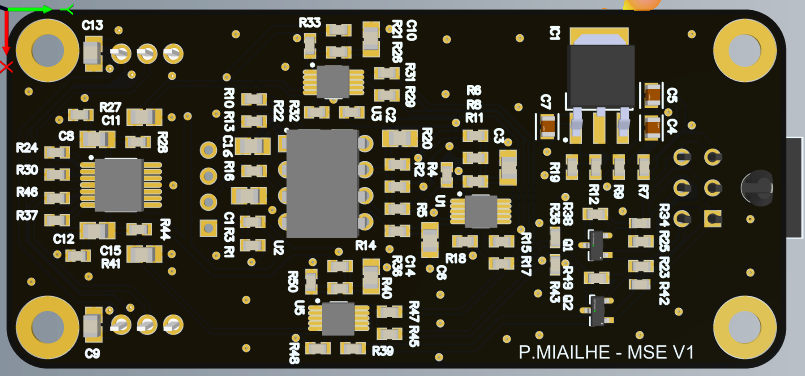 C13
R33
C10
R21
R26
IC1
R31
R29
R27
C11
C8
R28
R10
R13
C16
R16
R22
R32
U3
C2
R20
R2
R4
R6
R8
R11
C3
C7
C5
C4
R24
R30
R46
R37
C12
C15
R41
R44
C1
R3
R1
U2
R14
R5
U1
R18
C6
R15
R17
R19
R12
R9
R7
R35
R38
Q1
R34
R25
R23
R42
R43
R49
Q2
R50
U5
R36
C14
R40
R47
R45
R48
R39
C9
P.MIAILHE - MSE V1